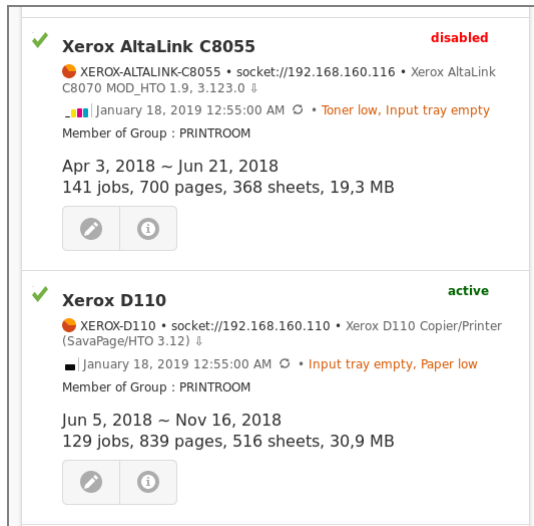 disabled
Xerox AltaLink C8055
XEROX-ALTALINK-C8055 • socket://192.168.160.116 • Xerox AltaLink
C8070 MOD_HTO 1.9, 3.123.0 ⇩
January 18, 2019 12:55:00 AM • Toner low, Input tray empty
Member of Group : PRINTROOM
Apr 3, 2018 ~ Jun 21, 2018
141 jobs, 700 pages, 368 sheets, 19,3 MB
active
Xerox D110
XEROX-D110 • socket://192.168.160.110 • Xerox D110 Copier/Printer
(SavaPage/HTO 3.12) ⇩
January 18, 2019 12:55:00 AM • Input tray empty, Paper low
Member of Group : PRINTROOM
Jun 5, 2018 ~ Nov 16, 2018
129 jobs, 839 pages, 516 sheets, 30,9 MB